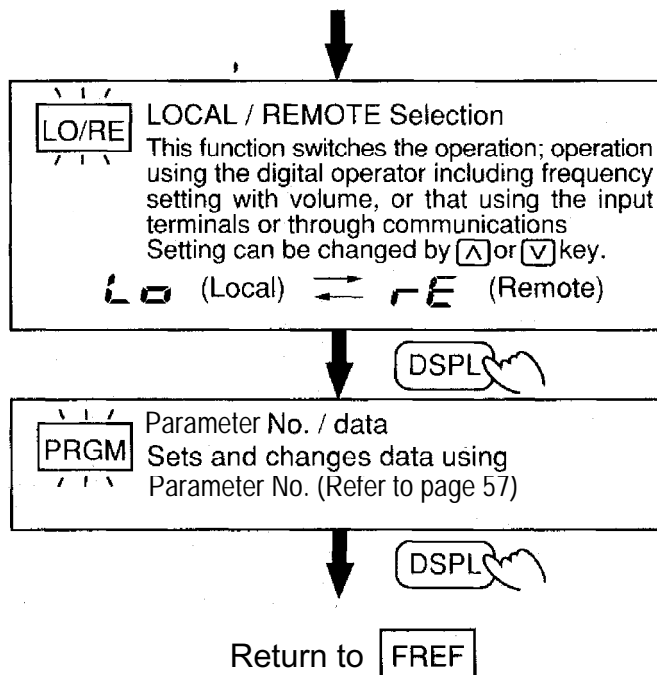 LO/RE LOCAL / REMOTE Selection
This function switches the operation; operation
using the digital operator including frequency
setting with volume, or that using the input
terminals or through communications
Setting can be changed by ∧ or ∨ key.
Lo (Local) ⇄ rE (Remote)
DSPL
PRGM Parameter No. / data
Sets and changes data using
Parameter No. (Refer to page 57)
DSPL
Return to FREF